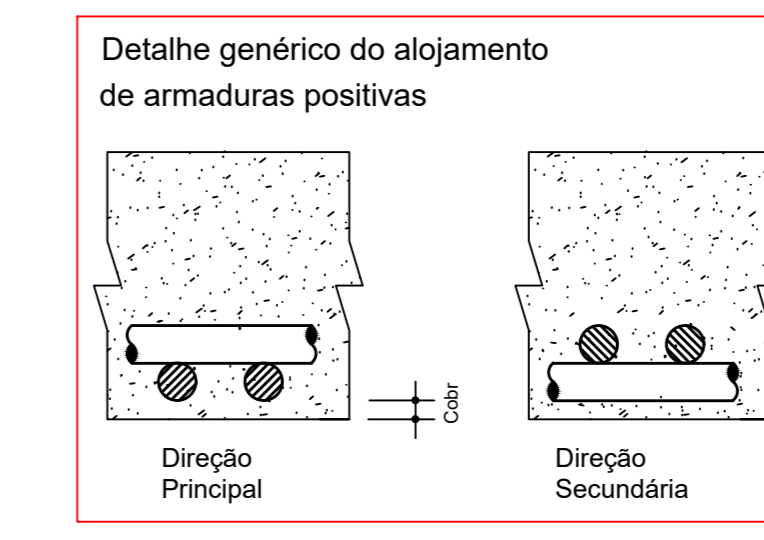 Detalhe genérico do alojamento
de armaduras positivas
Cobr
Direção
Principal
Direção
Secundária